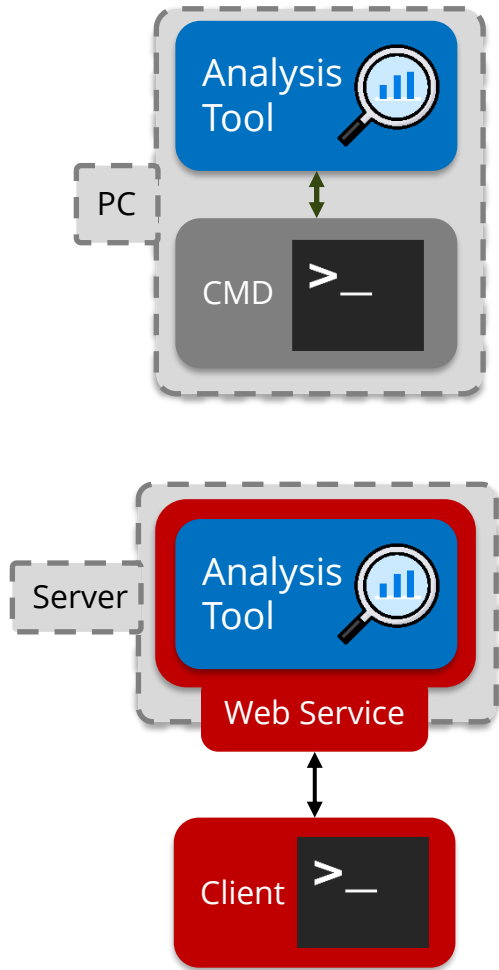 Analysis
Tool
PC
CMD
>_
Analysis
Tool
Server
Web Service
Client
>_